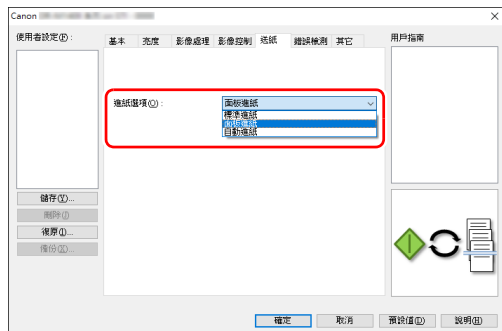 Canon
使用者設定(P):
基本 亮度 影像處理 影像控制 送紙 錯誤檢測 其它
用戶指南
進紙選項(O):
面板進紙
標準進紙
面板進紙
自動進紙
儲存(Y)...
刪除(J)
復原(I)...
備份(X)...
確定 取消 預設值(D) 說明(H)